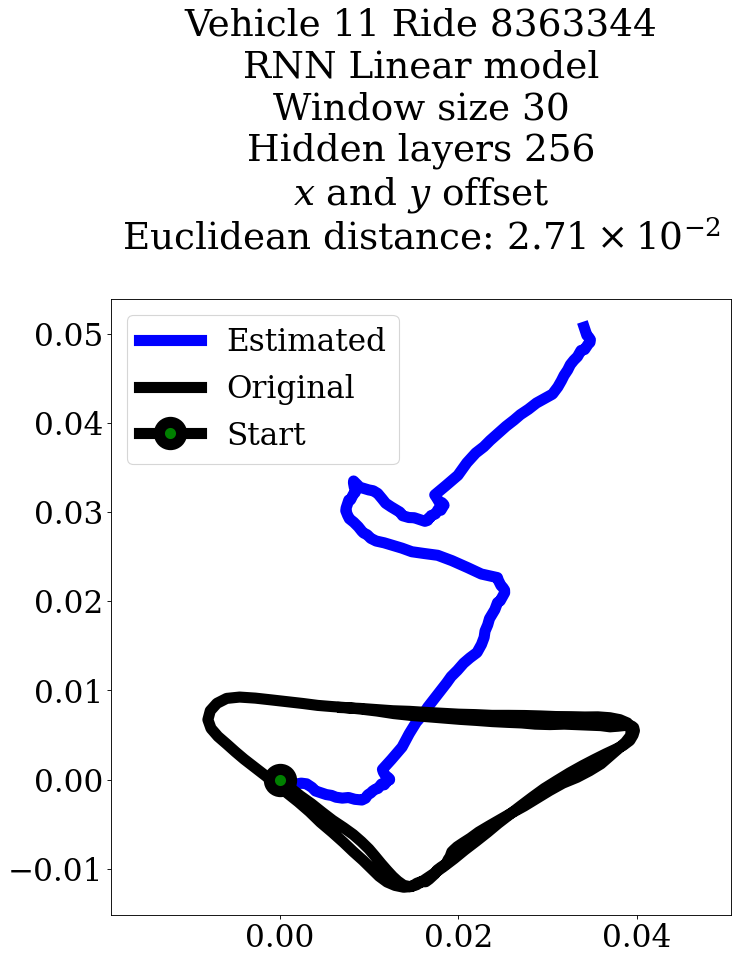 Vehicle 11 Ride 8363344
RNN Linear model
Window size 30
Hidden layers 256
x and y offset
Euclidean distance: 2.71 × 10⁻²
Estimated
Original
Start
0.05
0.04
0.03
0.02
0.01
0.00
−0.01
0.00 0.02 0.04